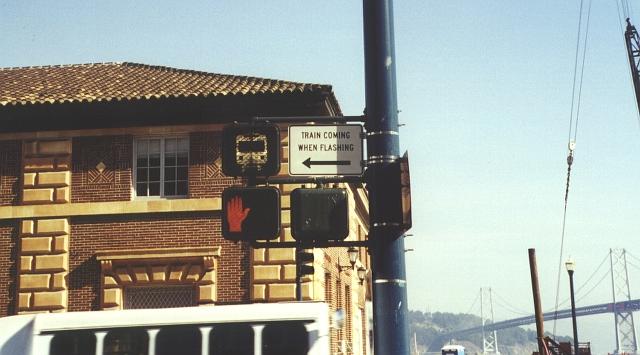 TRAIN COMING
WHEN FLASHING